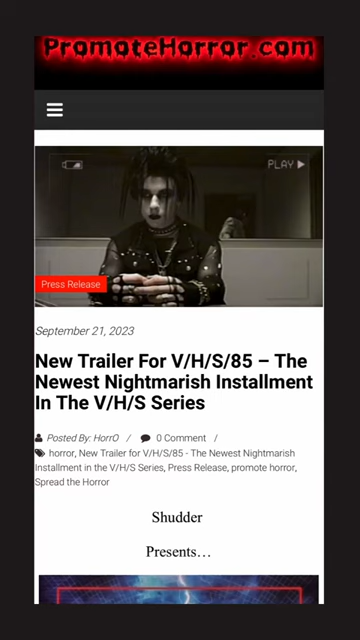 PromoteHorror.com
PLAY
Press Release
September 21, 2023
New Trailer For V/H/S/85 – The
Newest Nightmarish Installment
In The V/H/S Series
Posted By: HorrO / 0 Comment /
horror, New Trailer for V/H/S/85 - The Newest Nightmarish
Installment in the V/H/S Series, Press Release, promote horror,
Spread the Horror
Shudder
Presents…